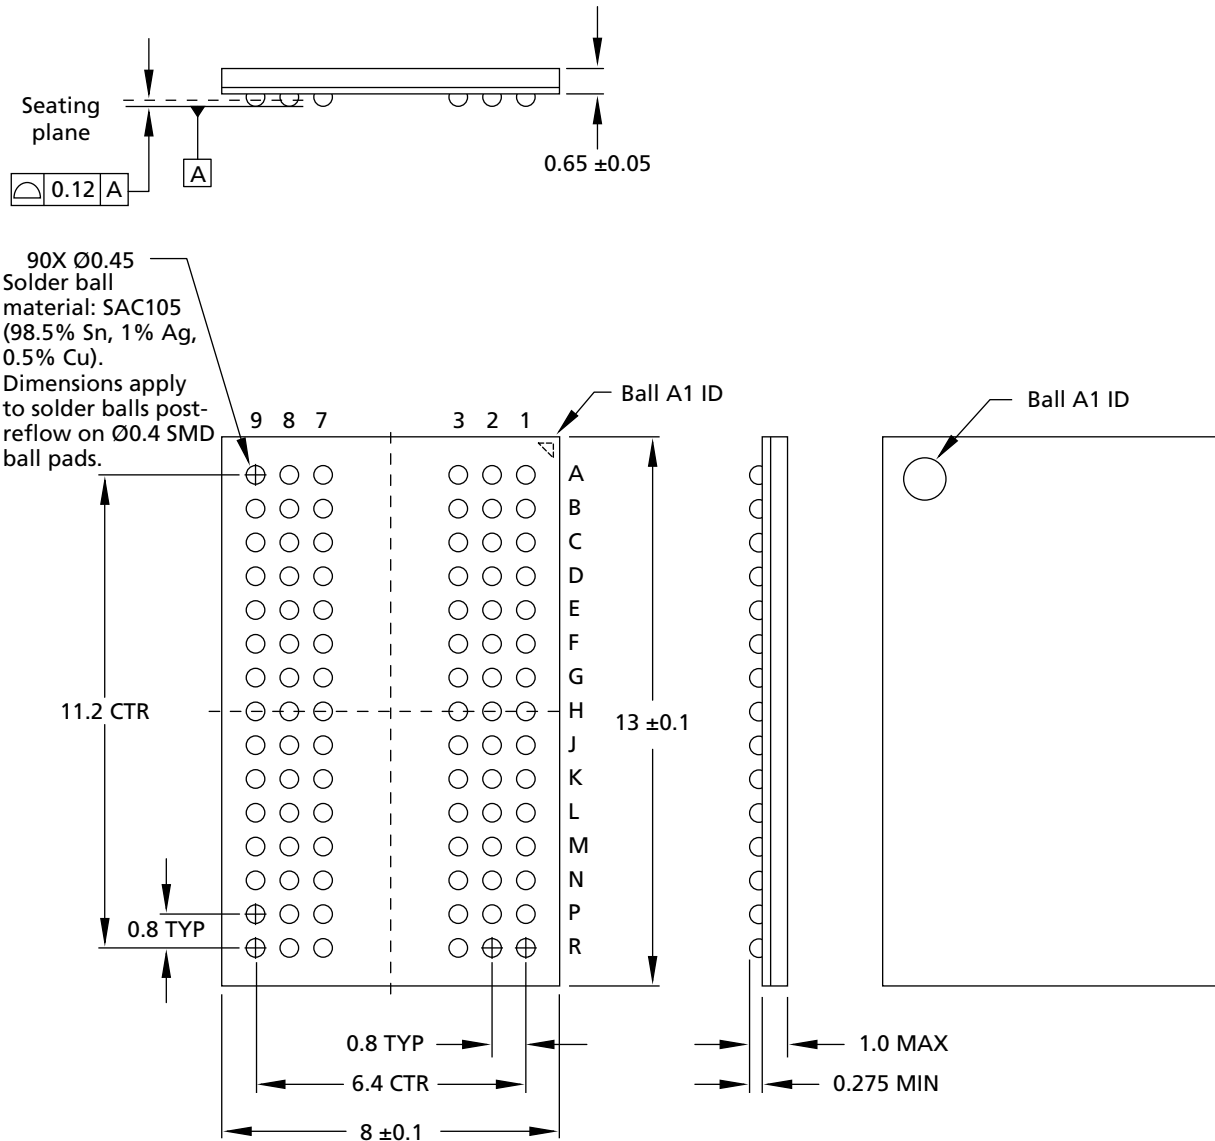 Seating
plane
0.65 ±0.05
A
0.12 A
90X Ø0.45
Solder ball
material: SAC105
(98.5% Sn, 1% Ag,
0.5% Cu).
Dimensions apply
to solder balls post-
reflow on Ø0.4 SMD
ball pads.
Ball A1 ID
Ball A1 ID
9 8 7 3 2 1
A
B
C
D
E
F
G
H
J
K
L
M
N
P
R
11.2 CTR
13 ±0.1
0.8 TYP
0.8 TYP
1.0 MAX
6.4 CTR
0.275 MIN
8 ±0.1